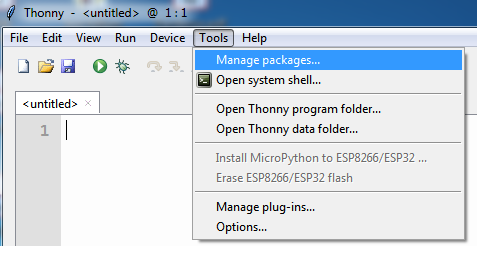 Thonny - <untitled> @ 1 : 1
File Edit View Run Device Tools Help
Manage packages...
Open system shell...
<untitled> ×
Open Thonny program folder...
Open Thonny data folder...
1
Install MicroPython to ESP8266/ESP32 ...
Erase ESP8266/ESP32 flash
Manage plug-ins...
Options...